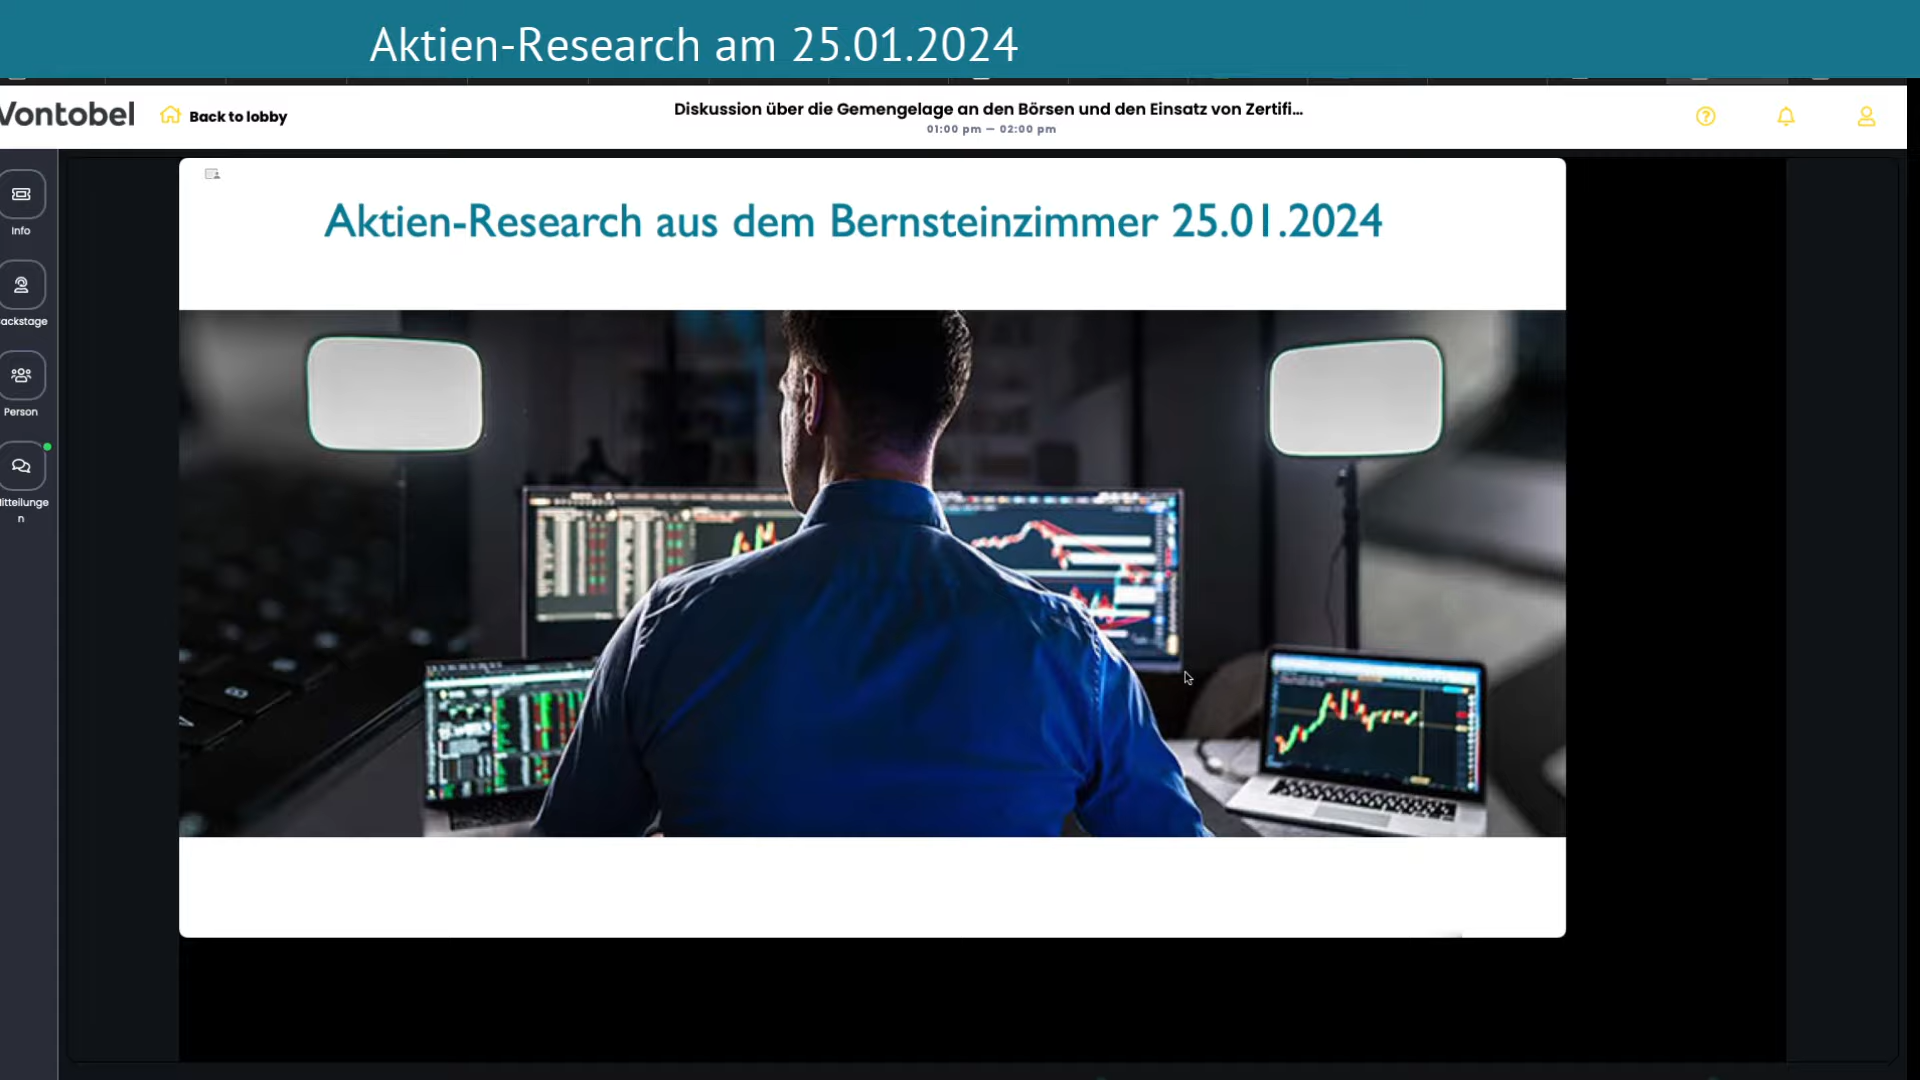 Aktien-Research am 25.01.2024
Vontobel
Back to lobby
Diskussion über die Gemengelage an den Börsen und den Einsatz von Zertifi...
01:00 pm — 02:00 pm
Info
ackstage
Person
litteilunge
n
Aktien-Research aus dem Bernsteinzimmer 25.01.2024